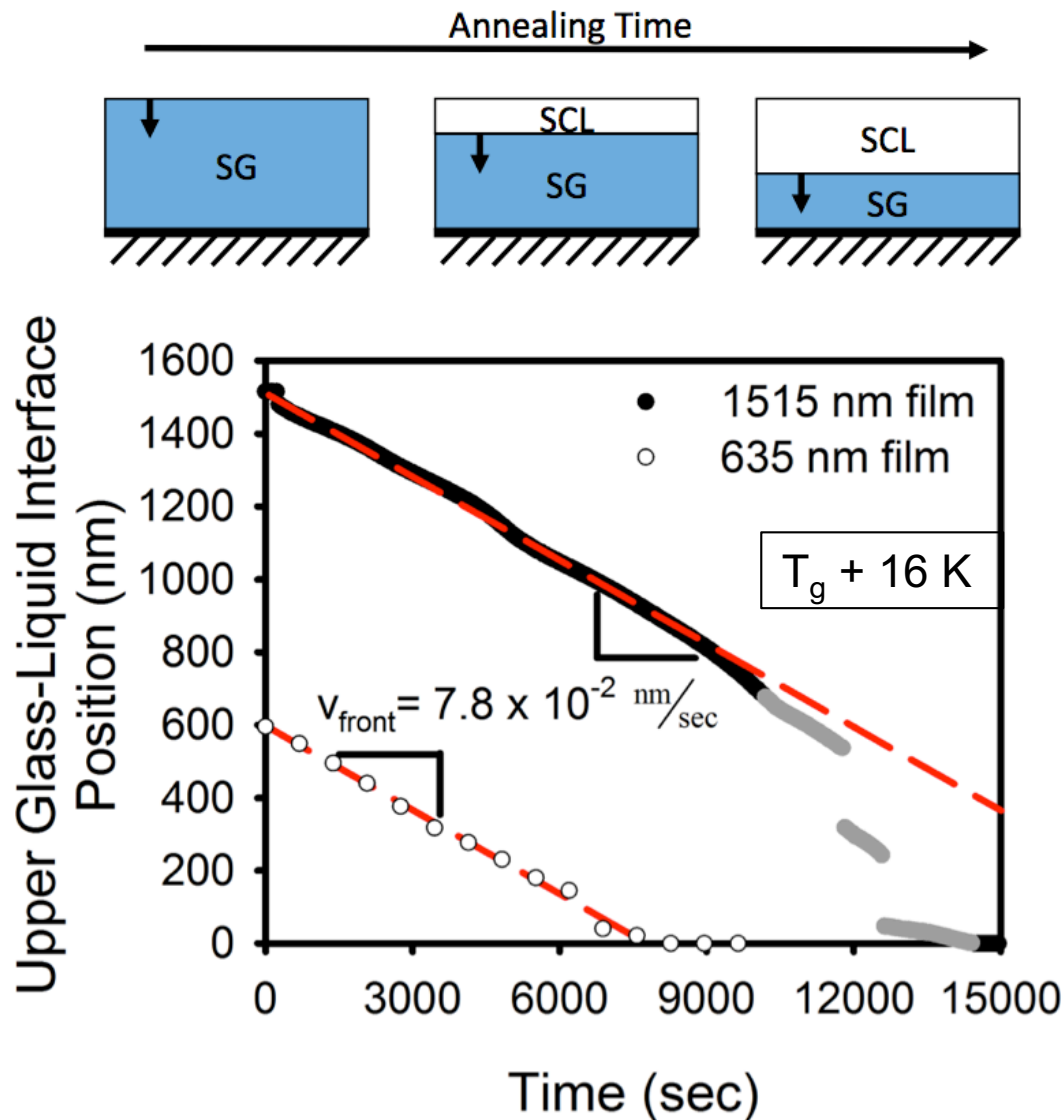 Annealing Time
SG
SCL
SG
SCL
SG
Upper Glass-Liquid Interface
Position (nm)
1600
1400
1200
1000
800
600
400
200
0
1515 nm film
635 nm film
T_g + 16 K
v_front = 7.8 x 10^-2 nm/sec
0 3000 6000 9000 12000 15000
Time (sec)